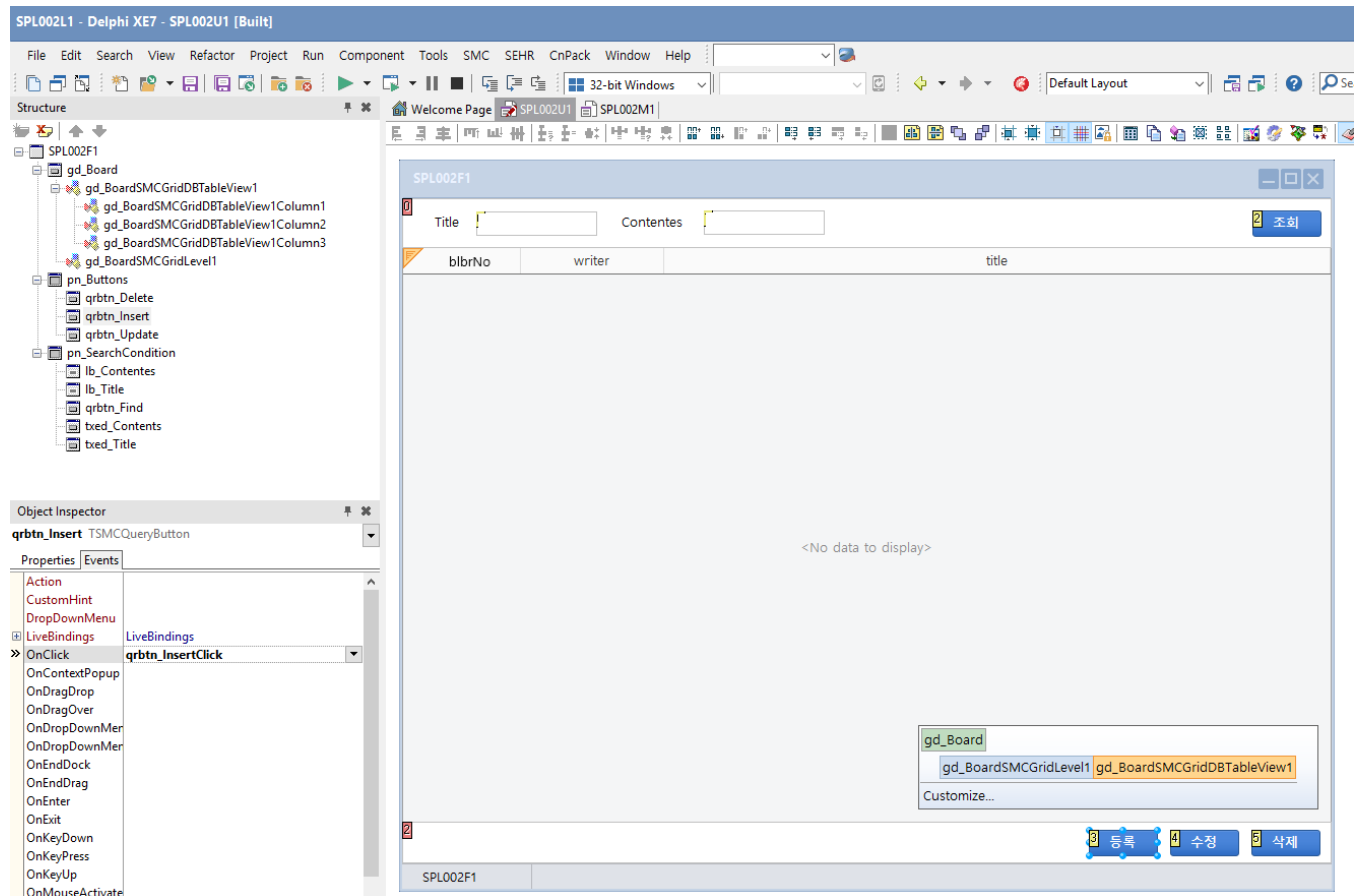 SPL002L1 - Delphi XE7 - SPL002U1 [Built]
File Edit Search View Refactor Project Run Component Tools SMC SEHR CnPack Window Help
32-bit Windows
Default Layout
Structure
Welcome Page SPL002U1 SPL002M1
SPL002F1
gd_Board
gd_BoardSMCGridDBTableView1
gd_BoardSMCGridDBTableView1Column1
gd_BoardSMCGridDBTableView1Column2
gd_BoardSMCGridDBTableView1Column3
gd_BoardSMCGridLevel1
pn_Buttons
qrbtn_Delete
qrbtn_Insert
qrbtn_Update
pn_SearchCondition
lb_Contentes
lb_Title
qrbtn_Find
txed_Contents
txed_Title
Object Inspector
qrbtn_Insert TSMCQueryButton
Properties Events
Action
CustomHint
DropDownMenu
LiveBindings LiveBindings
OnClick qrbtn_InsertClick
OnContextPopup
OnDragDrop
OnDragOver
OnDropDownMen
OnDropDownMen
OnEndDock
OnEndDrag
OnEnter
OnExit
OnKeyDown
OnKeyPress
OnKeyUp
OnMouseActivate
SPL002F1
0
Title Contentes 2 조회
blbrNo writer title
<No data to display>
gd_Board
gd_BoardSMCGridLevel1 gd_BoardSMCGridDBTableView1
Customize...
2
3 등록 4 수정 5 삭제
SPL002F1